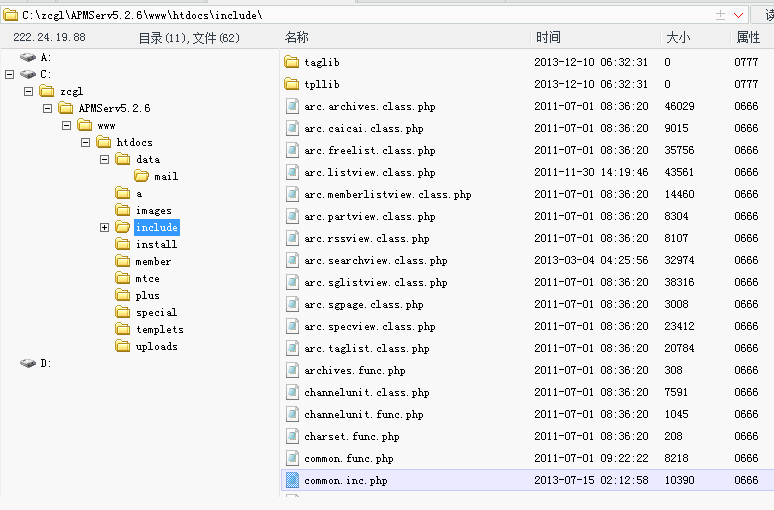 C:\zcgl\APMServ5.2.6\www\htdocs\include\
读
222.24.19.88 目录(11),文件(62) 名称 时间 大小 属性
A:
C:
zcgl
APMServ5.2.6
www
htdocs
data
mail
a
images
include
install
member
mtce
plus
special
templets
uploads
D:
taglib 2013-12-10 06:32:31 0 0777
tpllib 2013-12-10 06:32:31 0 0777
arc.archives.class.php 2011-07-01 08:36:20 46029 0666
arc.caicai.class.php 2011-07-01 08:36:20 9015 0666
arc.freelist.class.php 2011-07-01 08:36:20 35756 0666
arc.listview.class.php 2011-11-30 14:19:46 43561 0666
arc.memberlistview.class.php 2011-07-01 08:36:20 14460 0666
arc.partview.class.php 2011-07-01 08:36:20 8304 0666
arc.rssview.class.php 2011-07-01 08:36:20 8107 0666
arc.searchview.class.php 2013-03-04 04:25:56 32974 0666
arc.sglistview.class.php 2011-07-01 08:36:20 38316 0666
arc.sgpage.class.php 2011-07-01 08:36:20 3008 0666
arc.specview.class.php 2011-07-01 08:36:20 23412 0666
arc.taglist.class.php 2011-07-01 08:36:20 20784 0666
archives.func.php 2011-07-01 08:36:20 308 0666
channelunit.class.php 2011-07-01 08:36:20 7591 0666
channelunit.func.php 2011-07-01 08:36:20 1045 0666
charset.func.php 2011-07-01 08:36:20 208 0666
common.func.php 2011-07-01 09:22:22 8218 0666
common.inc.php 2013-07-15 02:12:58 10390 0666